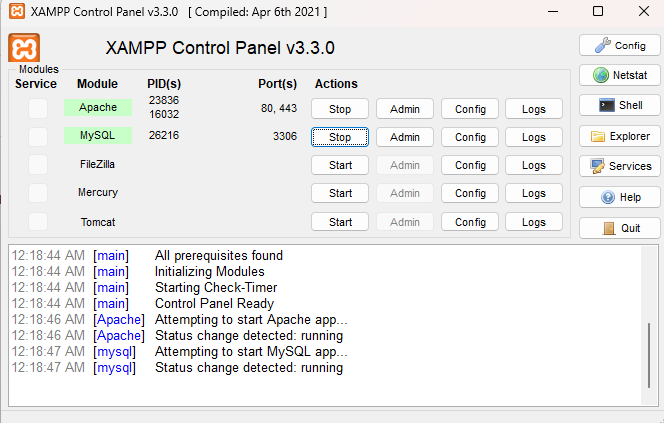 XAMPP Control Panel v3.3.0 [ Compiled: Apr 6th 2021 ]
XAMPP Control Panel v3.3.0
Config
Modules
Service Module PID(s) Port(s) Actions
Netstat
Apache 23836 16032 80, 443 Stop Admin Config Logs
Shell
MySQL 26216 3306 Stop Admin Config Logs
Explorer
FileZilla Start Admin Config Logs
Services
Mercury Start Admin Config Logs
Help
Tomcat Start Admin Config Logs
Quit
12:18:44 AM [main] All prerequisites found
12:18:44 AM [main] Initializing Modules
12:18:44 AM [main] Starting Check-Timer
12:18:44 AM [main] Control Panel Ready
12:18:46 AM [Apache] Attempting to start Apache app...
12:18:46 AM [Apache] Status change detected: running
12:18:47 AM [mysql] Attempting to start MySQL app...
12:18:47 AM [mysql] Status change detected: running